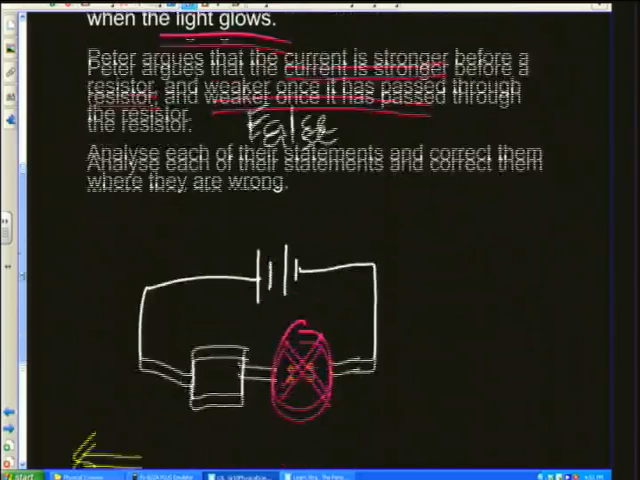 when the light glows.
Peter argues that the current is stronger before a
resistor, and weaker once it has passed through
the resistor.
False
Analyse each of their statements and correct them
where they are wrong.
start